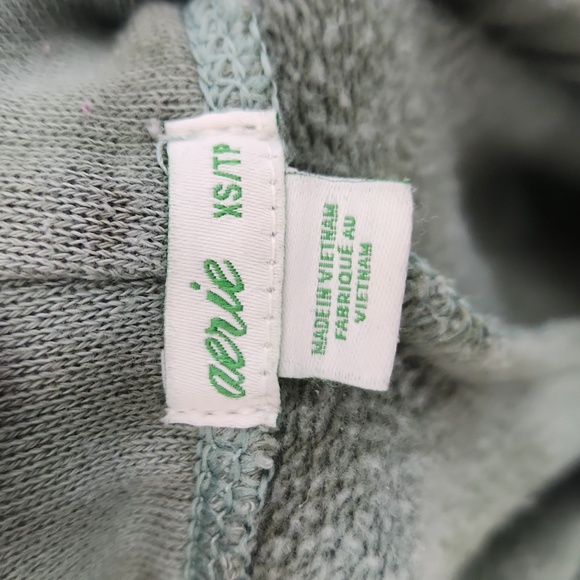 aerie
XS/TP
MADE IN VIETNAM
FABRIQUÉ AU
VIETNAM